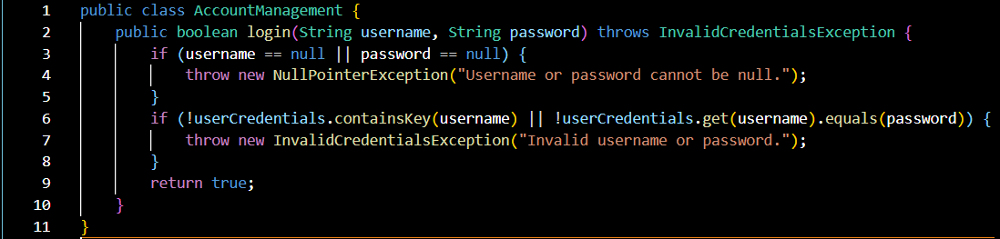 1 public class AccountManagement {
2 public boolean login(String username, String password) throws InvalidCredentialsException {
3 if (username == null || password == null) {
4 throw new NullPointerException("Username or password cannot be null.");
5 }
6 if (!userCredentials.containsKey(username) || !userCredentials.get(username).equals(password)) {
7 throw new InvalidCredentialsException("Invalid username or password.");
8 }
9 return true;
10 }
11 }